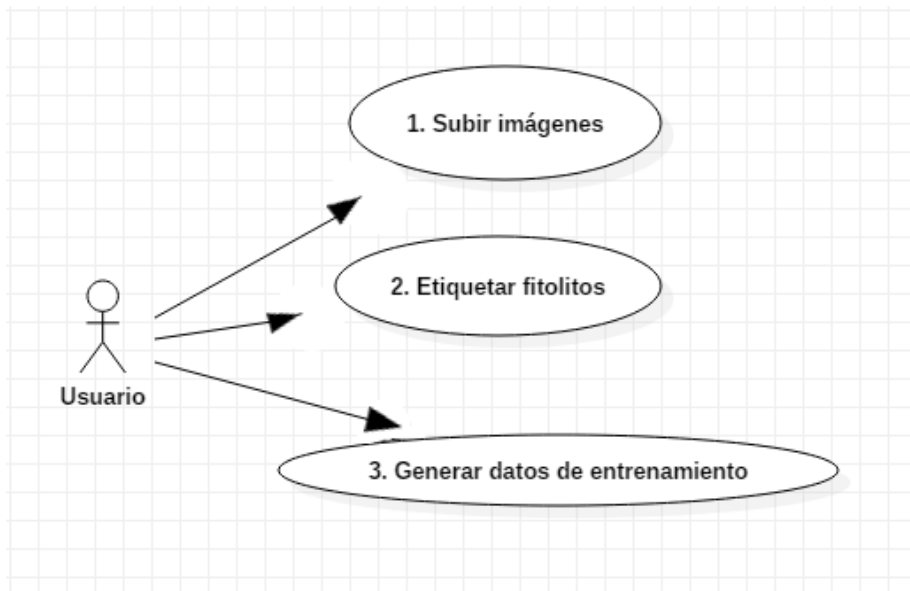 1. Subir imágenes
2. Etiquetar fitolitos
Usuario
3. Generar datos de entrenamiento